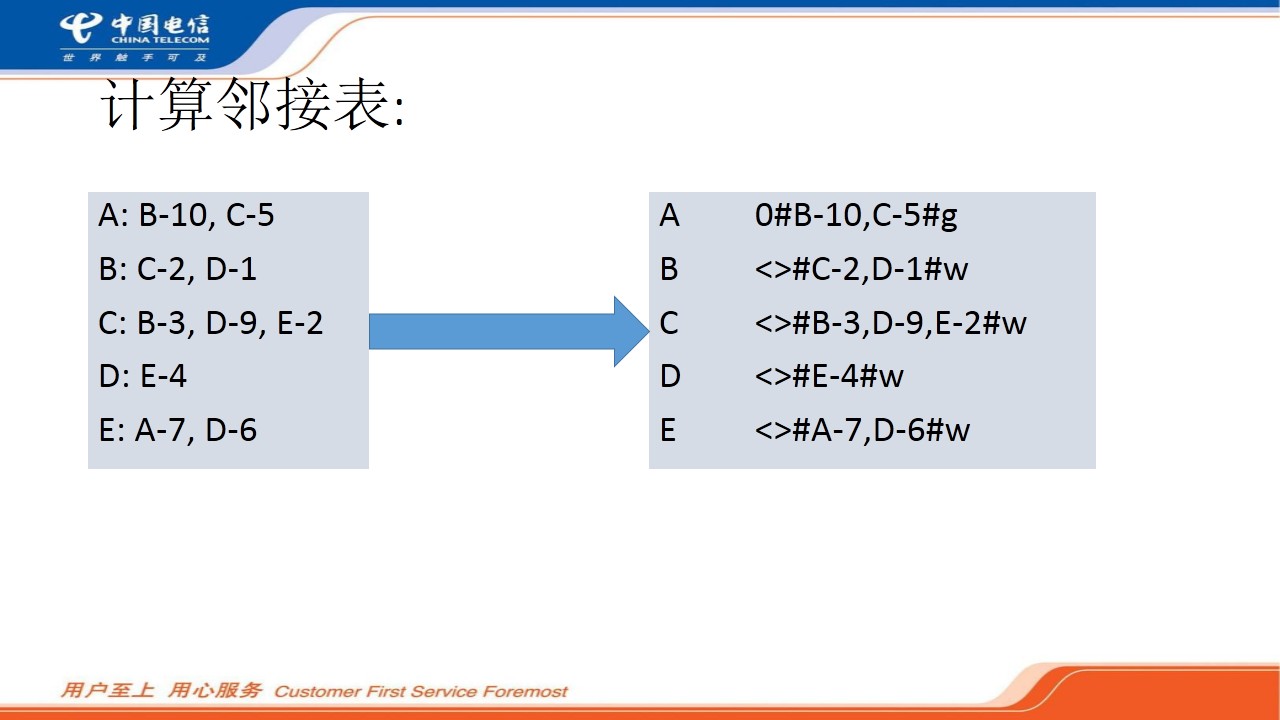 中国电信
CHINA TELECOM
世界触手可及
计算邻接表:
A: B-10, C-5
B: C-2, D-1
C: B-3, D-9, E-2
D: E-4
E: A-7, D-6
A 0#B-10,C-5#g
B <>#C-2,D-1#w
C <>#B-3,D-9,E-2#w
D <>#E-4#w
E <>#A-7,D-6#w
用户至上 用心服务 Customer First Service Foremost